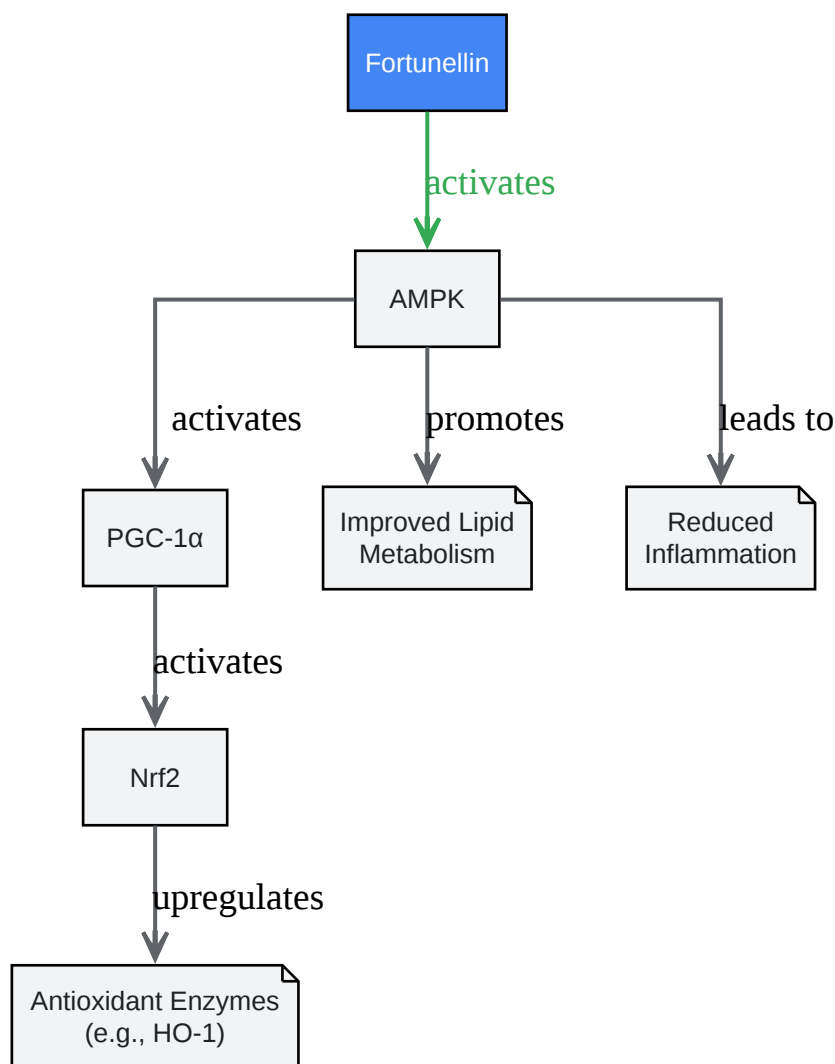 Fortunellin
activates
AMPK
activates
promotes
leads to
PGC-1α
Improved Lipid
Metabolism
Reduced
Inflammation
activates
Nrf2
upregulates
Antioxidant Enzymes
(e.g., HO-1)